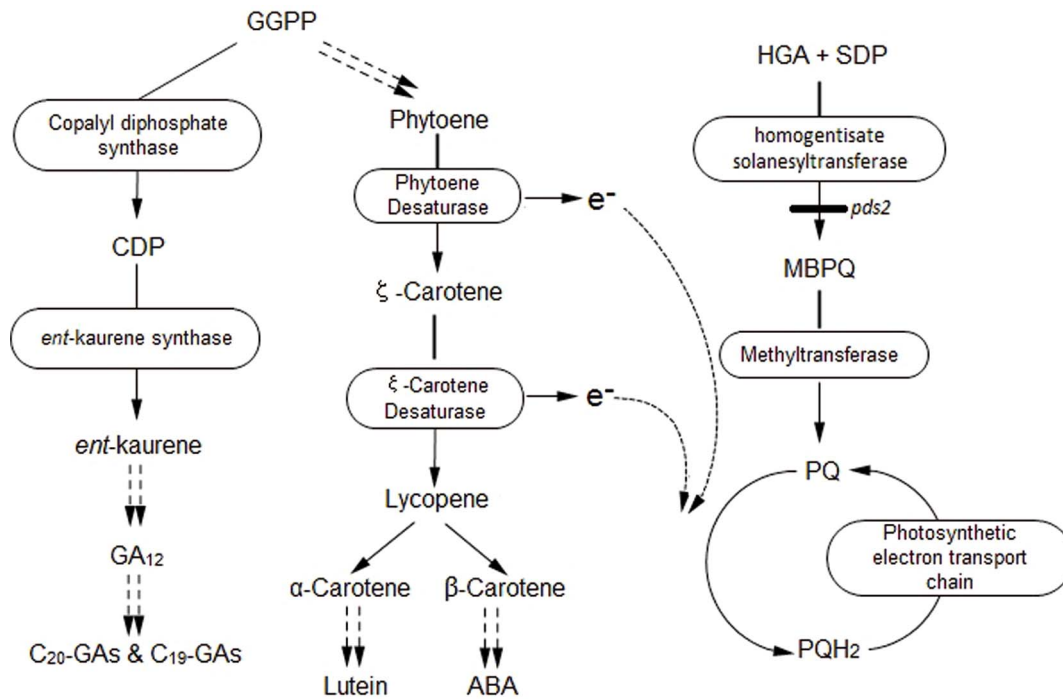 GGPP
Copalyl diphosphate
synthase
CDP
ent-kaurene synthase
ent-kaurene
GA₁₂
C₂₀-GAs & C₁₉-GAs
Phytoene
Phytoene
Desaturase
e⁻
ξ -Carotene
ξ -Carotene
Desaturase
e⁻
Lycopene
α-Carotene
β-Carotene
Lutein
ABA
HGA + SDP
homogentisate
solanesyltransferase
pds2
MBPQ
Methyltransferase
PQ
Photosynthetic
electron transport
chain
PQH₂